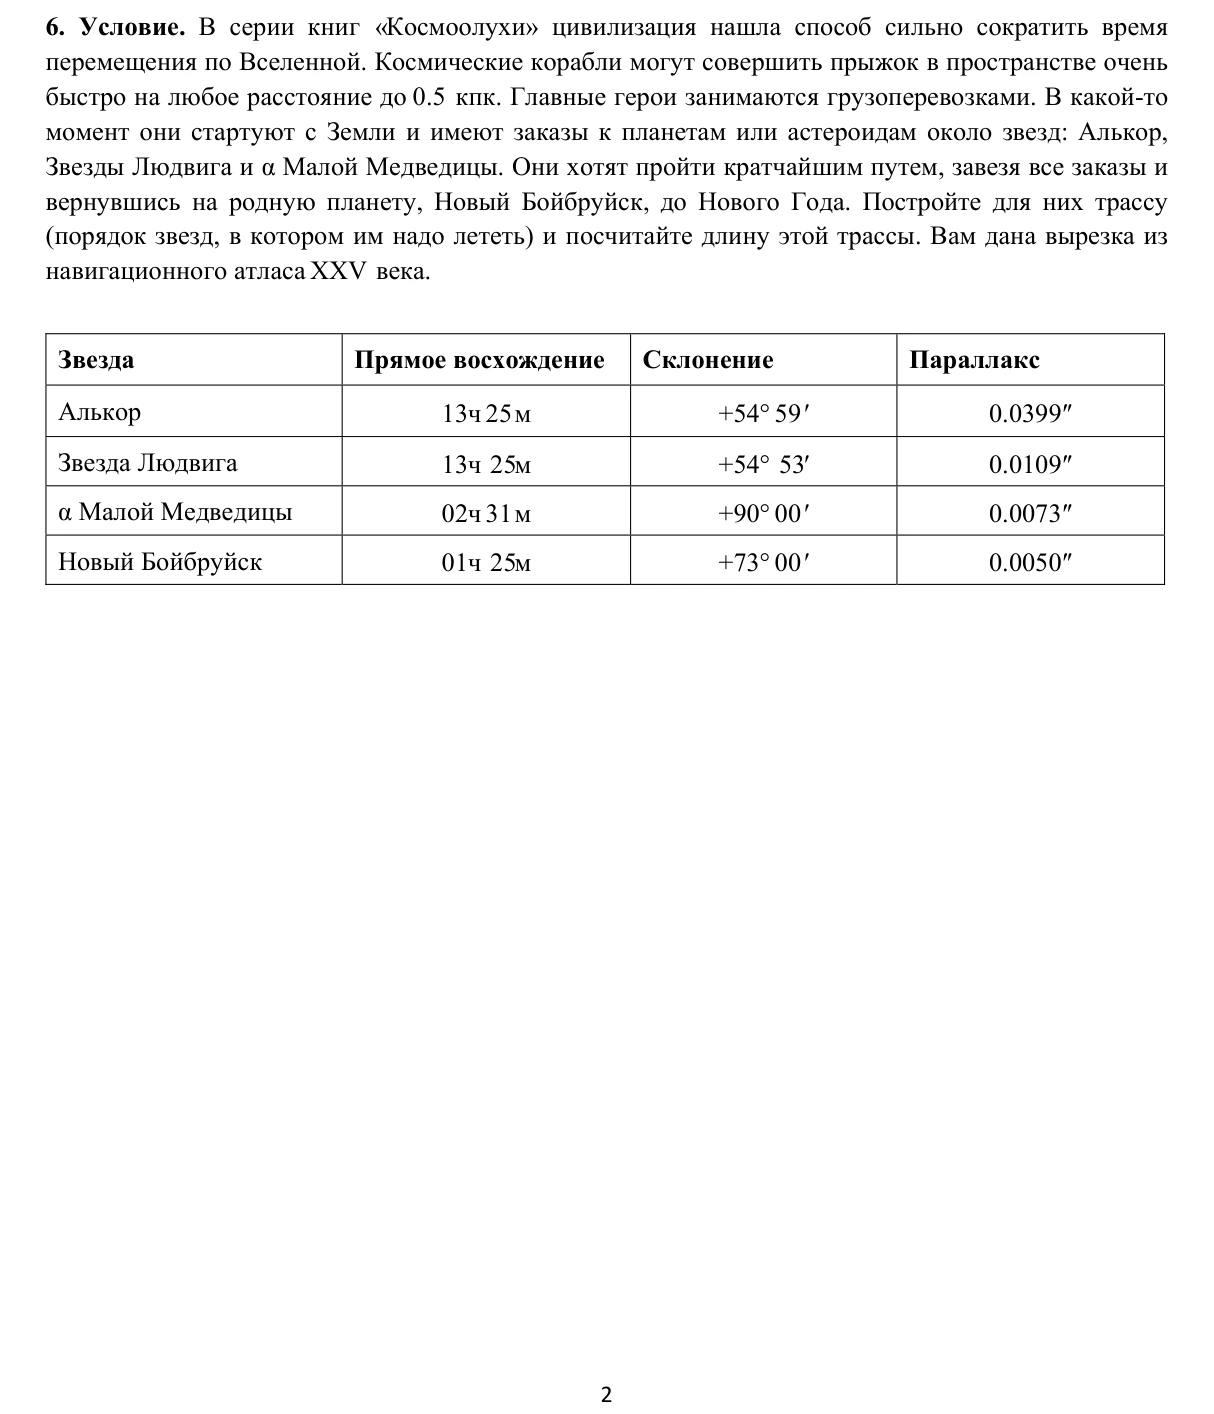 6. Условие. В серии книг «Космоолухи» цивилизация нашла способ сильно сократить время
перемещения по Вселенной. Космические корабли могут совершить прыжок в пространстве очень
быстро на любое расстояние до 0.5 кпк. Главные герои занимаются грузоперевозками. В какой-то
момент они стартуют с Земли и имеют заказы к планетам или астероидам около звезд: Алькор,
Звезды Людвига и α Малой Медведицы. Они хотят пройти кратчайшим путем, завезя все заказы и
вернувшись на родную планету, Новый Бойбруйск, до Нового Года. Постройте для них трассу
(порядок звезд, в котором им надо лететь) и посчитайте длину этой трассы. Вам дана вырезка из
навигационного атласа XXV века.
Звезда Прямое восхождение Склонение Параллакс
Алькор 13ч 25м +54° 59′ 0.0399″
Звезда Людвига 13ч 25м +54° 53′ 0.0109″
α Малой Медведицы 02ч 31м +90° 00′ 0.0073″
Новый Бойбруйск 01ч 25м +73° 00′ 0.0050″
2